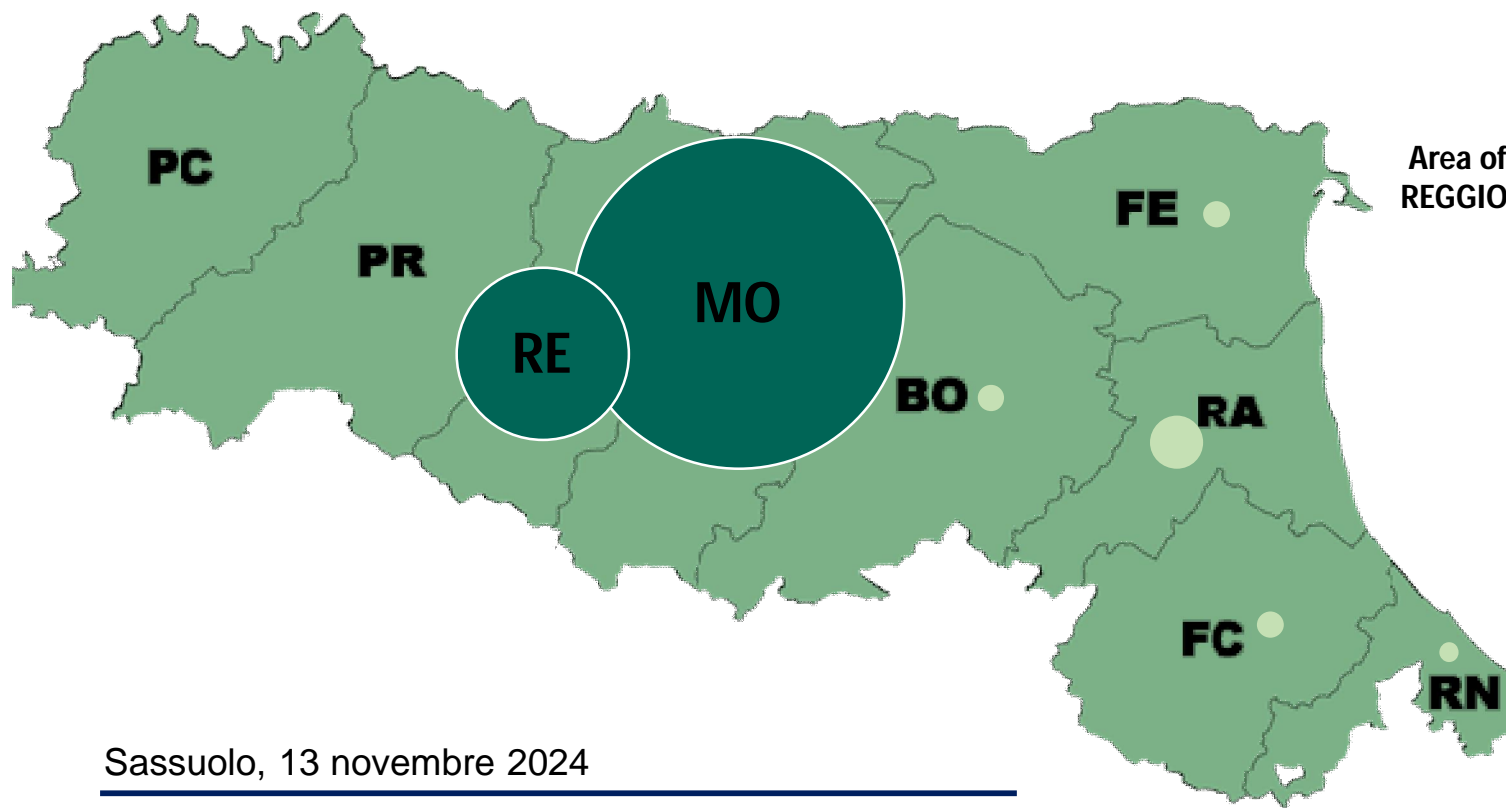 PC
Area of
REGGIO
FE
PR
MO
RE
BO
RA
FC
RN
Sassuolo, 13 novembre 2024